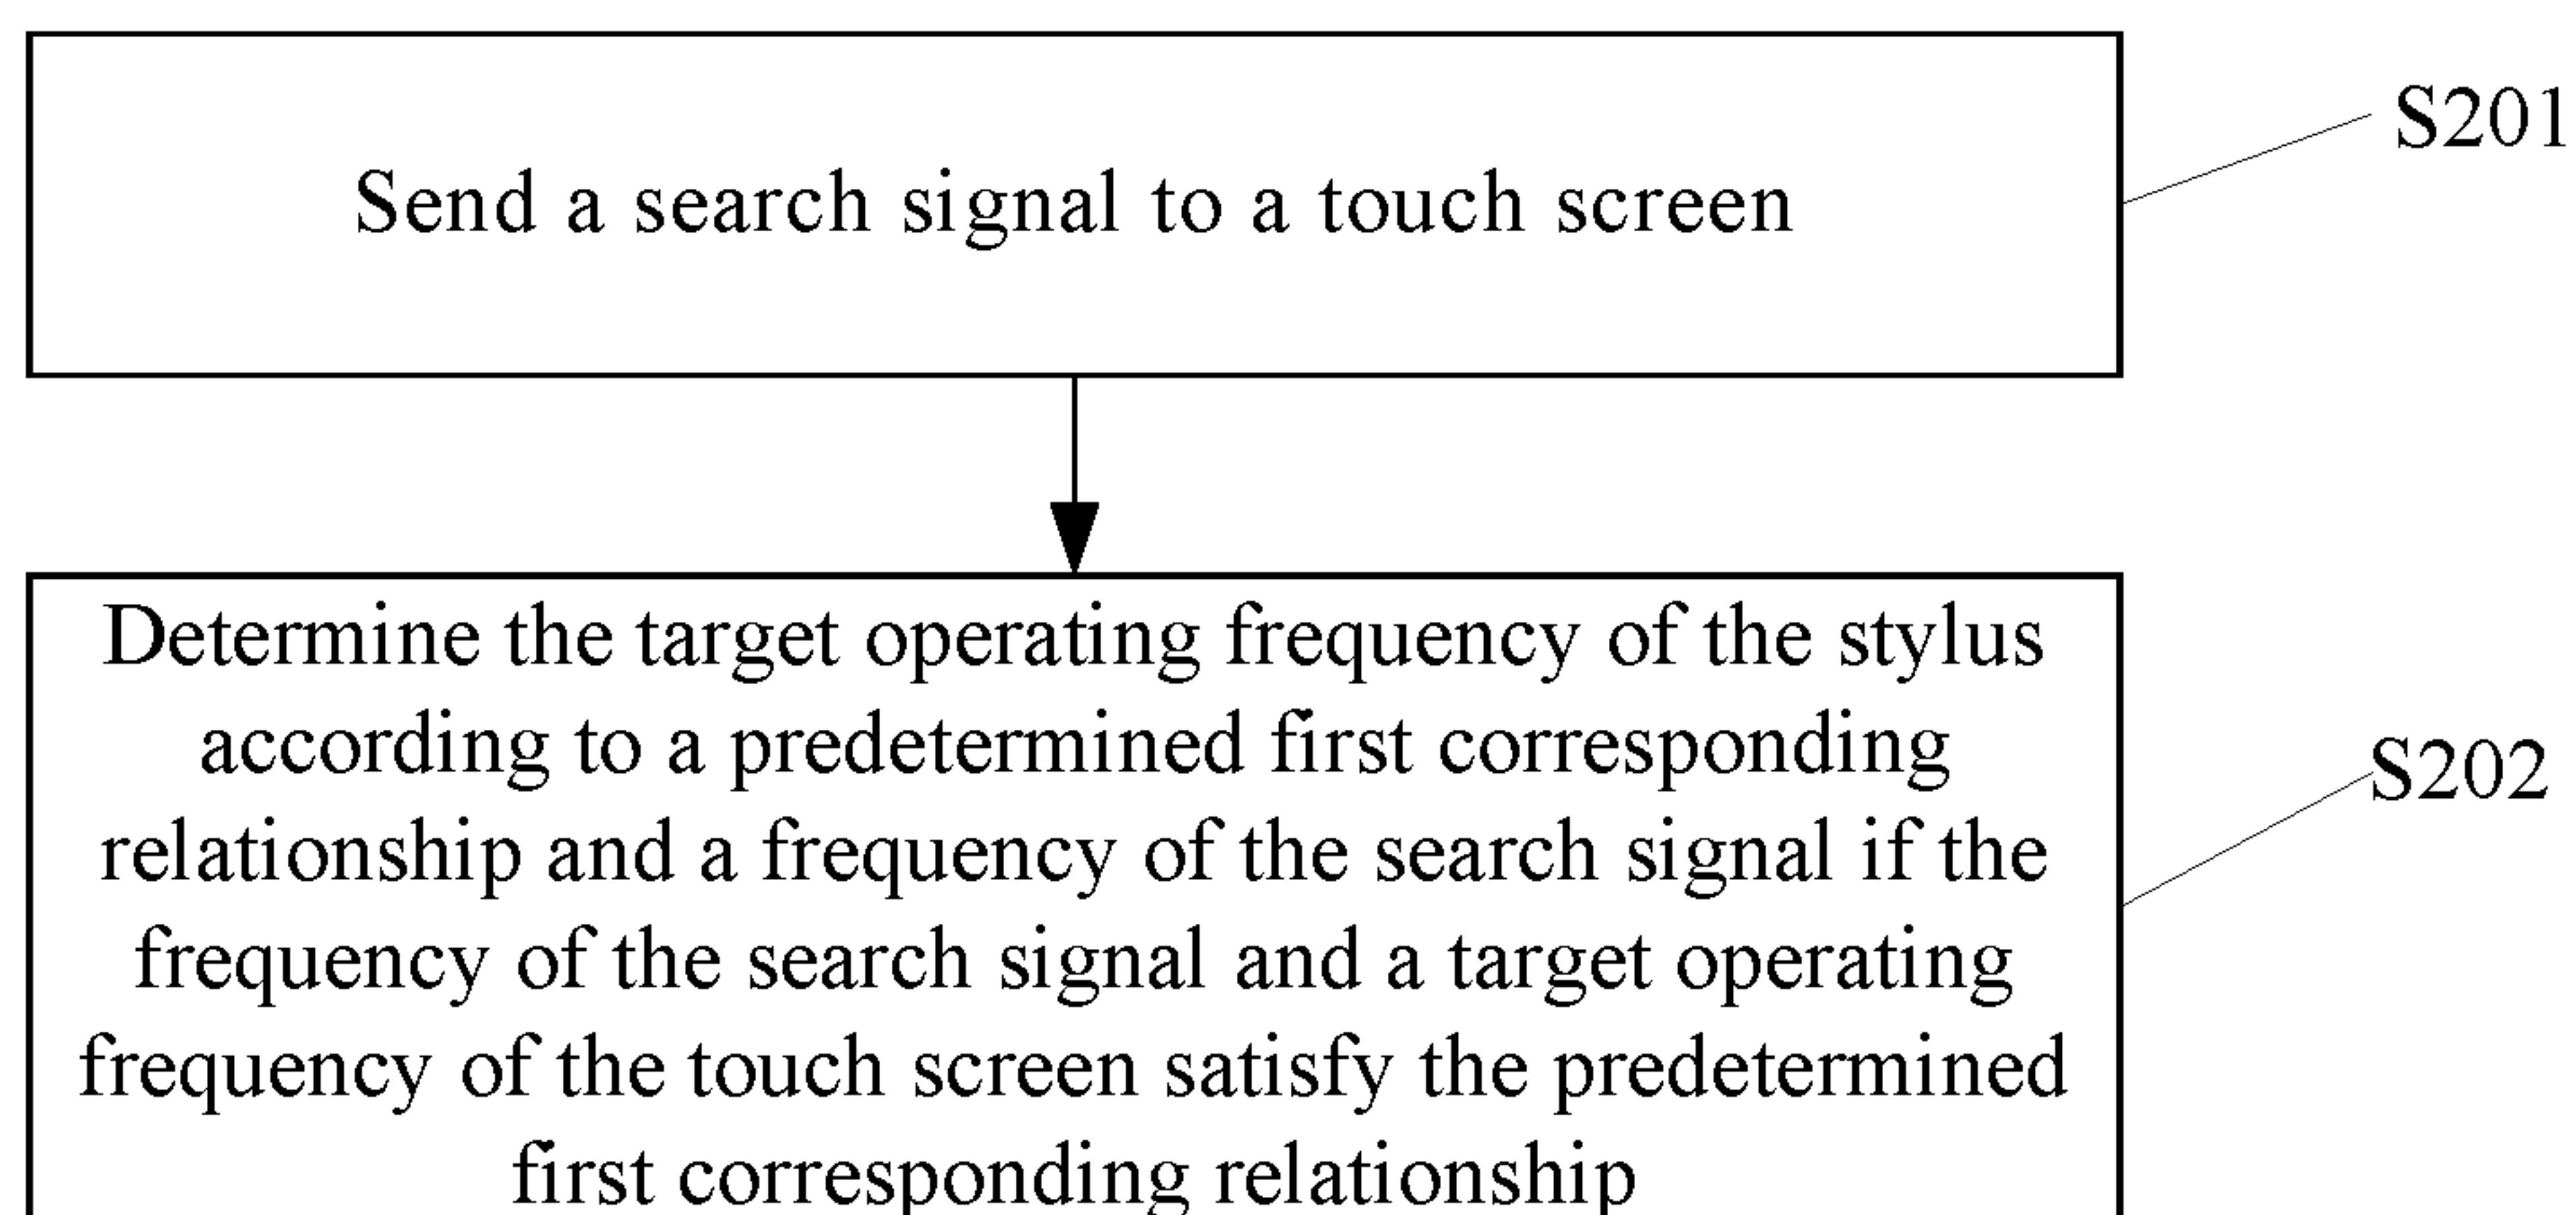 Send a search signal to a touch screen
S201
Determine the target operating frequency of the stylus
according to a predetermined first corresponding
relationship and a frequency of the search signal if the
frequency of the search signal and a target operating
frequency of the touch screen satisfy the predetermined
first corresponding relationship
S202